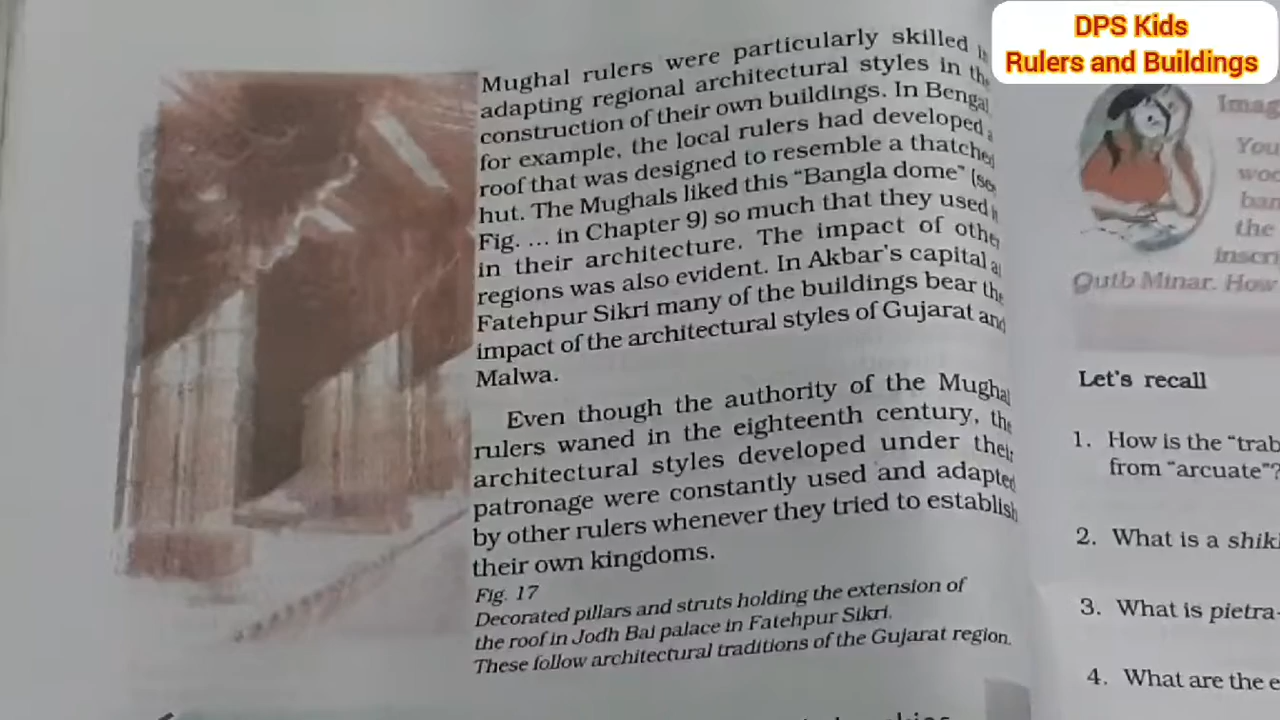 DPS Kids
Rulers and Buildings
Mughal rulers were particularly skilled
adapting regional architectural styles in the
construction of their own buildings. In Bengal
for example, the local rulers had developed a
roof that was designed to resemble a thatched
hut. The Mughals liked this “Bangla dome” (see
Fig. ... in Chapter 9) so much that they used it
in their architecture. The impact of other
regions was also evident. In Akbar’s capital at
Fatehpur Sikri many of the buildings bear the
impact of the architectural styles of Gujarat and
Malwa.
Even though the authority of the Mughal
rulers waned in the eighteenth century, the
architectural styles developed under their
patronage were constantly used and adapted
by other rulers whenever they tried to establish
their own kingdoms.
Fig. 17
Decorated pillars and struts holding the extension of
the roof in Jodh Bai palace in Fatehpur Sikri.
These follow architectural traditions of the Gujarat region.
You
the
Qutb Minar. How
Let’s recall
1. How is the “trab
from “arcuate”?
2. What is a shik
3. What is pietra
4. What are the e